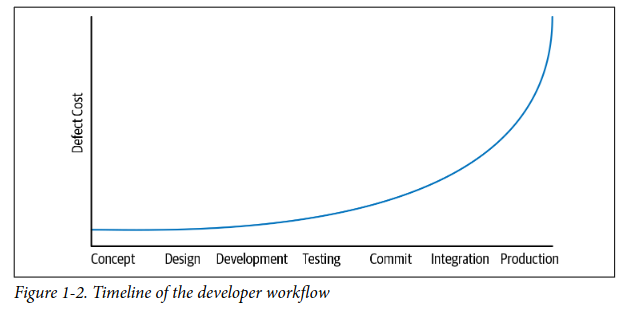 Defect Cost
Concept Design Development Testing Commit Integration Production
Figure 1-2. Timeline of the developer workflow